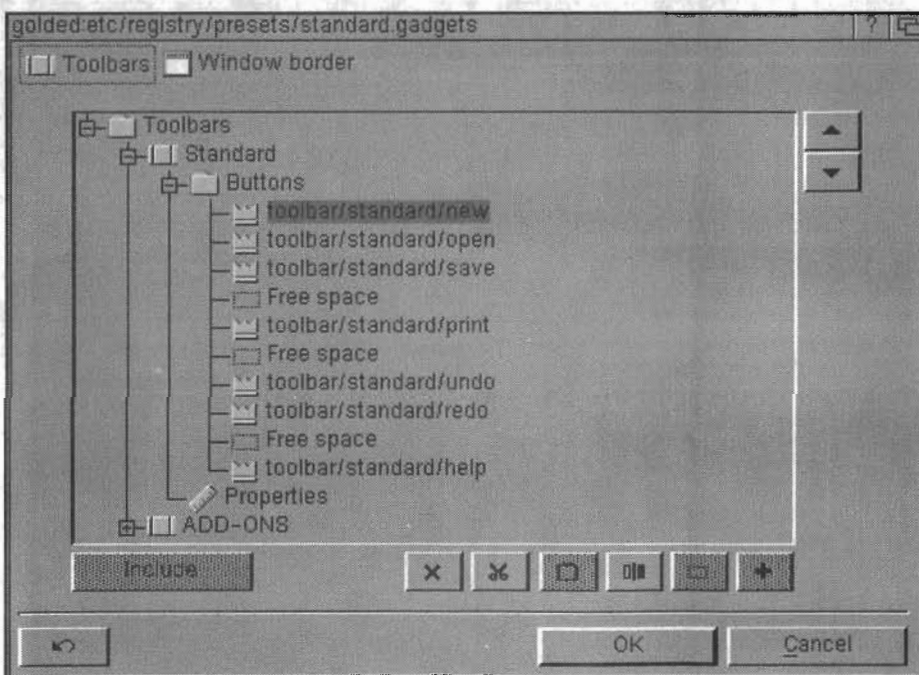 golded:etc/registry/presets/standard.gadgets ?
Toolbars Window border
Toolbars
Standard
Buttons
toolbar/standard/new
toolbar/standard/open
toolbar/standard/save
Free space
toolbar/standard/print
Free space
toolbar/standard/undo
toolbar/standard/redo
Free space
toolbar/standard/help
Properties
ADD-ONS
Include
OK Cancel